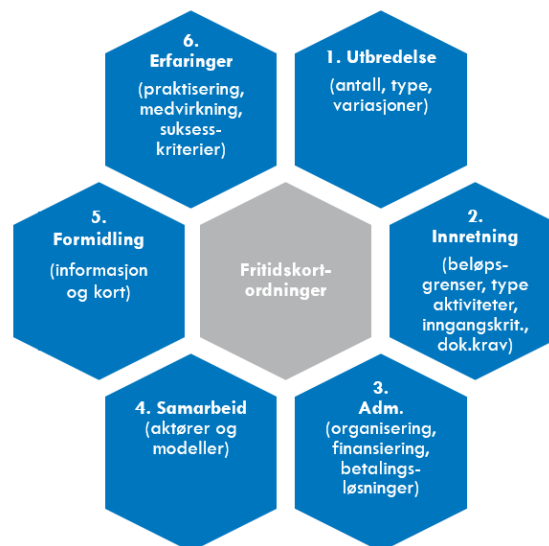 6.
Erfaringer
(praktisering,
medvirkning,
suksess-
kriterier)
1. Utbredelse
(antall, type,
variasjoner)
2.
Innretning
(beløps-
grenser, type
aktiviteter,
inngangskrit.,
dok.krav)
3.
Adm.
(organisering,
finansiering,
betalings-
løsninger)
4. Samarbeid
(aktører og
modeller)
5.
Formidling
(informasjon
og kort)
Fritidskort-
ordninger